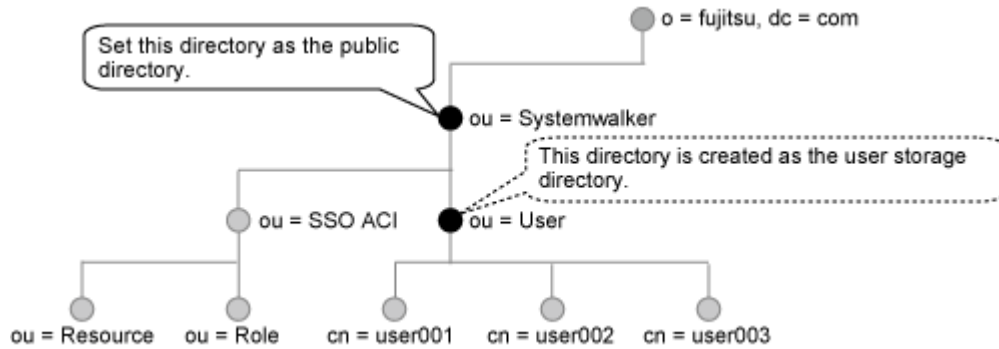 o = fujitsu, dc = com
Set this directory as the public
directory.
ou = Systemwalker
This directory is created as the user storage
directory.
ou = SSO ACI
ou = User
ou = Resource
ou = Role
cn = user001
cn = user002
cn = user003